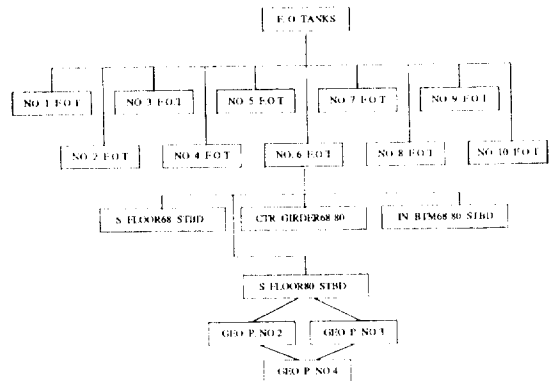 F. O TANKS
NO 1 F.O.T
NO 3 F.O.T
NO 5 F.O.T
NO 7 F.O.T
NO 9 F.O.T
NO 2 F.O.T
NO 4 F.O.T
NO. 6 F.O.T
NO 8 F.O.T
NO. 10 F.O.T
S FLOOR68 STBD
CTR GIRDER68 80
IN BTM68 80 STBD
S FLOOR80 STBD
GEO P. NO 2
GEO P. NO 3
GEO P. NO 4